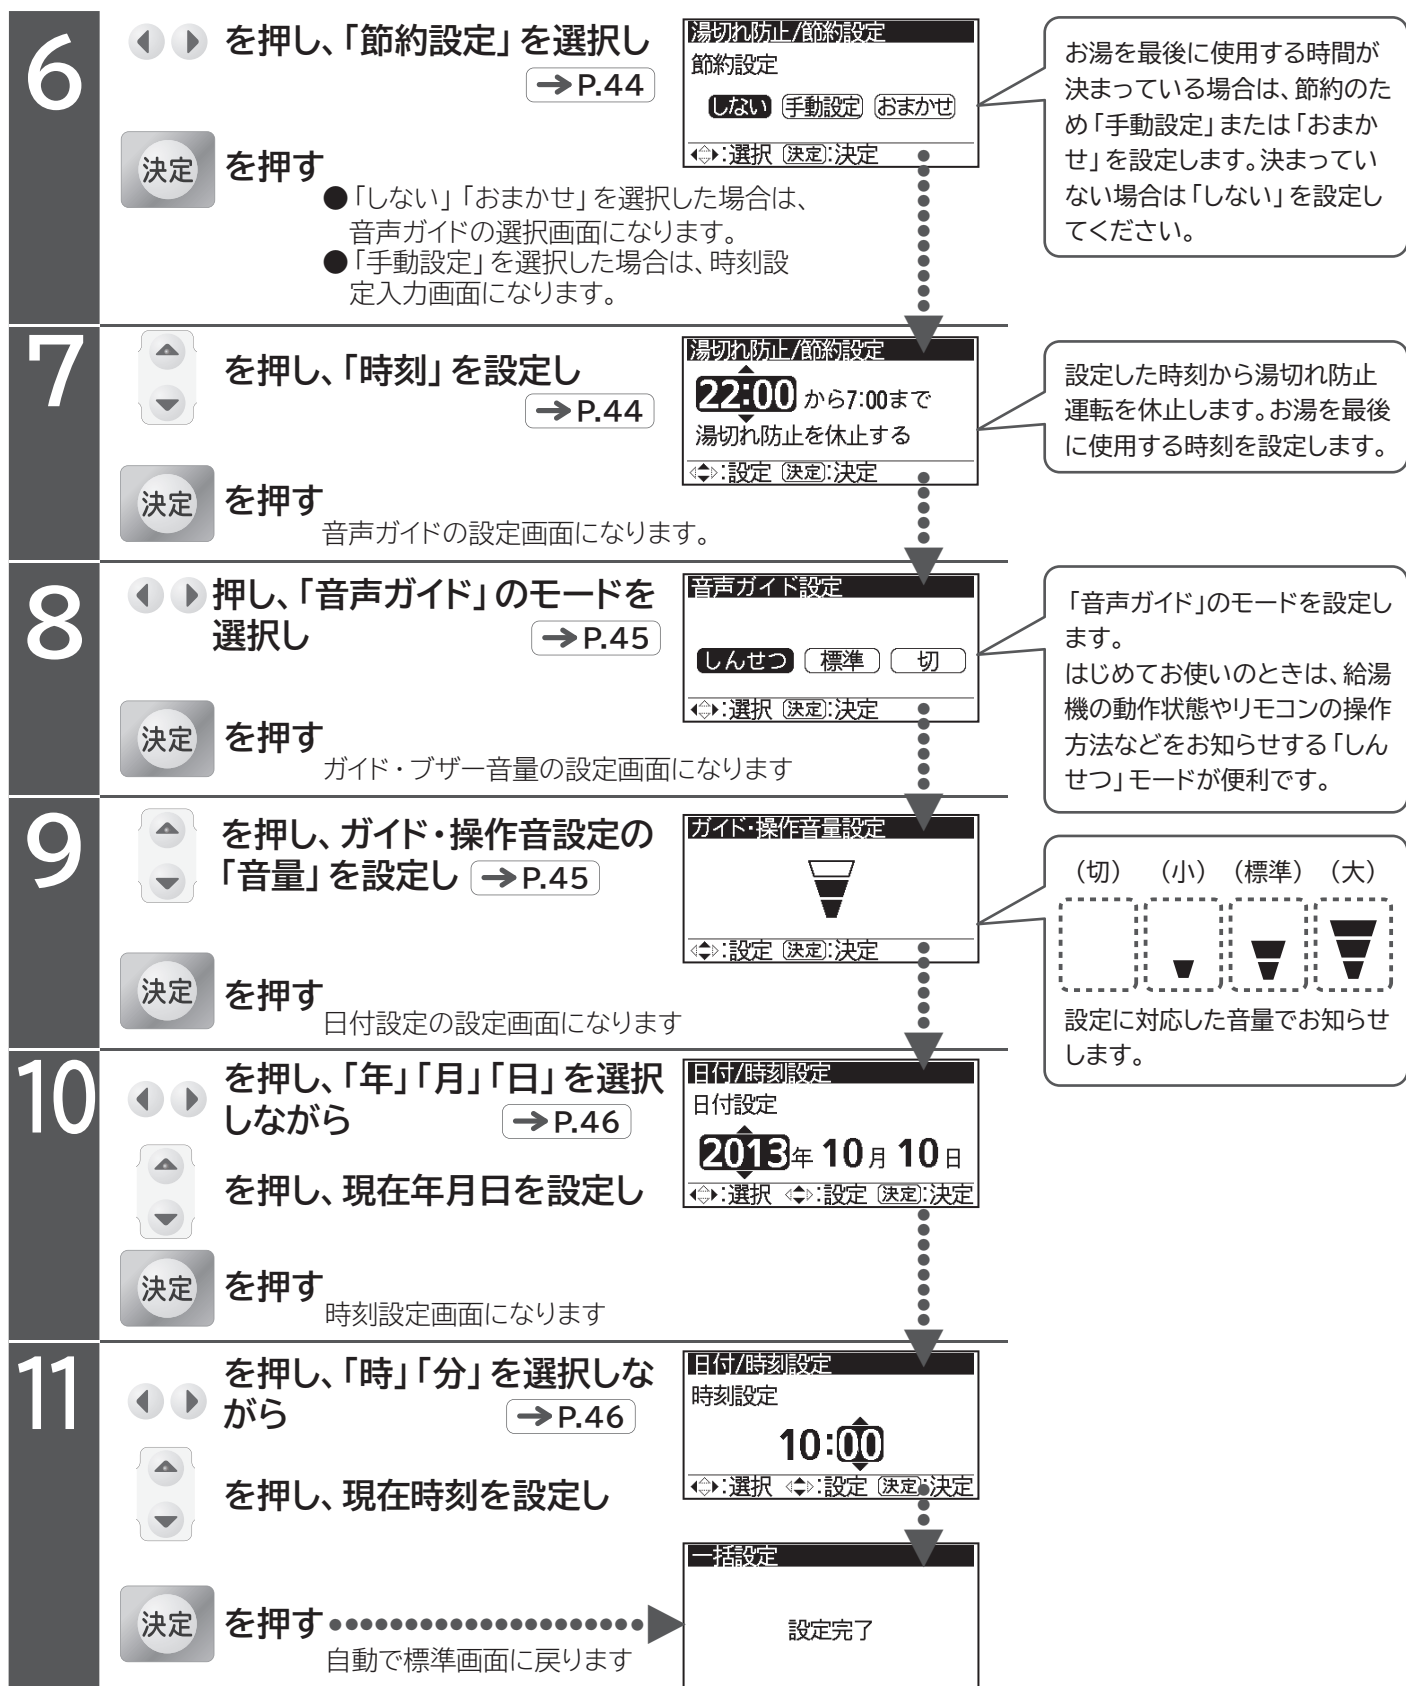 6
を押し、「節約設定」を選択し
→P.44
決定 を押す
●「しない」「おまかせ」を選択した場合は、
音声ガイドの選択画面になります。
●「手動設定」を選択した場合は、時刻設
定入力画面になります。
湯切れ防止/節約設定
節約設定
しない 手動設定 おまかせ
:選択 決定:決定
お湯を最後に使用する時間が
決まっている場合は、節約のた
め「手動設定」または「おまか
せ」を設定します。決まってい
ない場合は「しない」を設定し
てください。
7
を押し、「時刻」を設定し
→P.44
決定 を押す
音声ガイドの設定画面になります。
湯切れ防止/節約設定
22:00 から7:00まで
湯切れ防止を休止する
:設定 決定:決定
設定した時刻から湯切れ防止
運転を休止します。お湯を最後
に使用する時刻を設定します。
8
押し、「音声ガイド」のモードを
選択し →P.45
決定 を押す
ガイド・ブザー音量の設定画面になります
音声ガイド設定
しんせつ 標準 切
:選択 決定:決定
「音声ガイド」のモードを設定し
ます。
はじめてお使いのときは、給湯
機の動作状態やリモコンの操作
方法などをお知らせする「しん
せつ」モードが便利です。
9
を押し、ガイド・操作音設定の
「音量」を設定し →P.45
決定 を押す
日付設定の設定画面になります
ガイド・操作音量設定
:設定 決定:決定
(切) (小) (標準) (大)
設定に対応した音量でお知らせ
します。
10
を押し、「年」「月」「日」を選択
しながら →P.46
を押し、現在年月日を設定し
決定 を押す
時刻設定画面になります
日付/時刻設定
日付設定
2013年 10月 10日
:選択 :設定 決定:決定
11
を押し、「時」「分」を選択しな
がら →P.46
を押し、現在時刻を設定し
決定 を押す
自動で標準画面に戻ります
日付/時刻設定
時刻設定
10:00
:選択 :設定 決定:決定
一括設定
設定完了